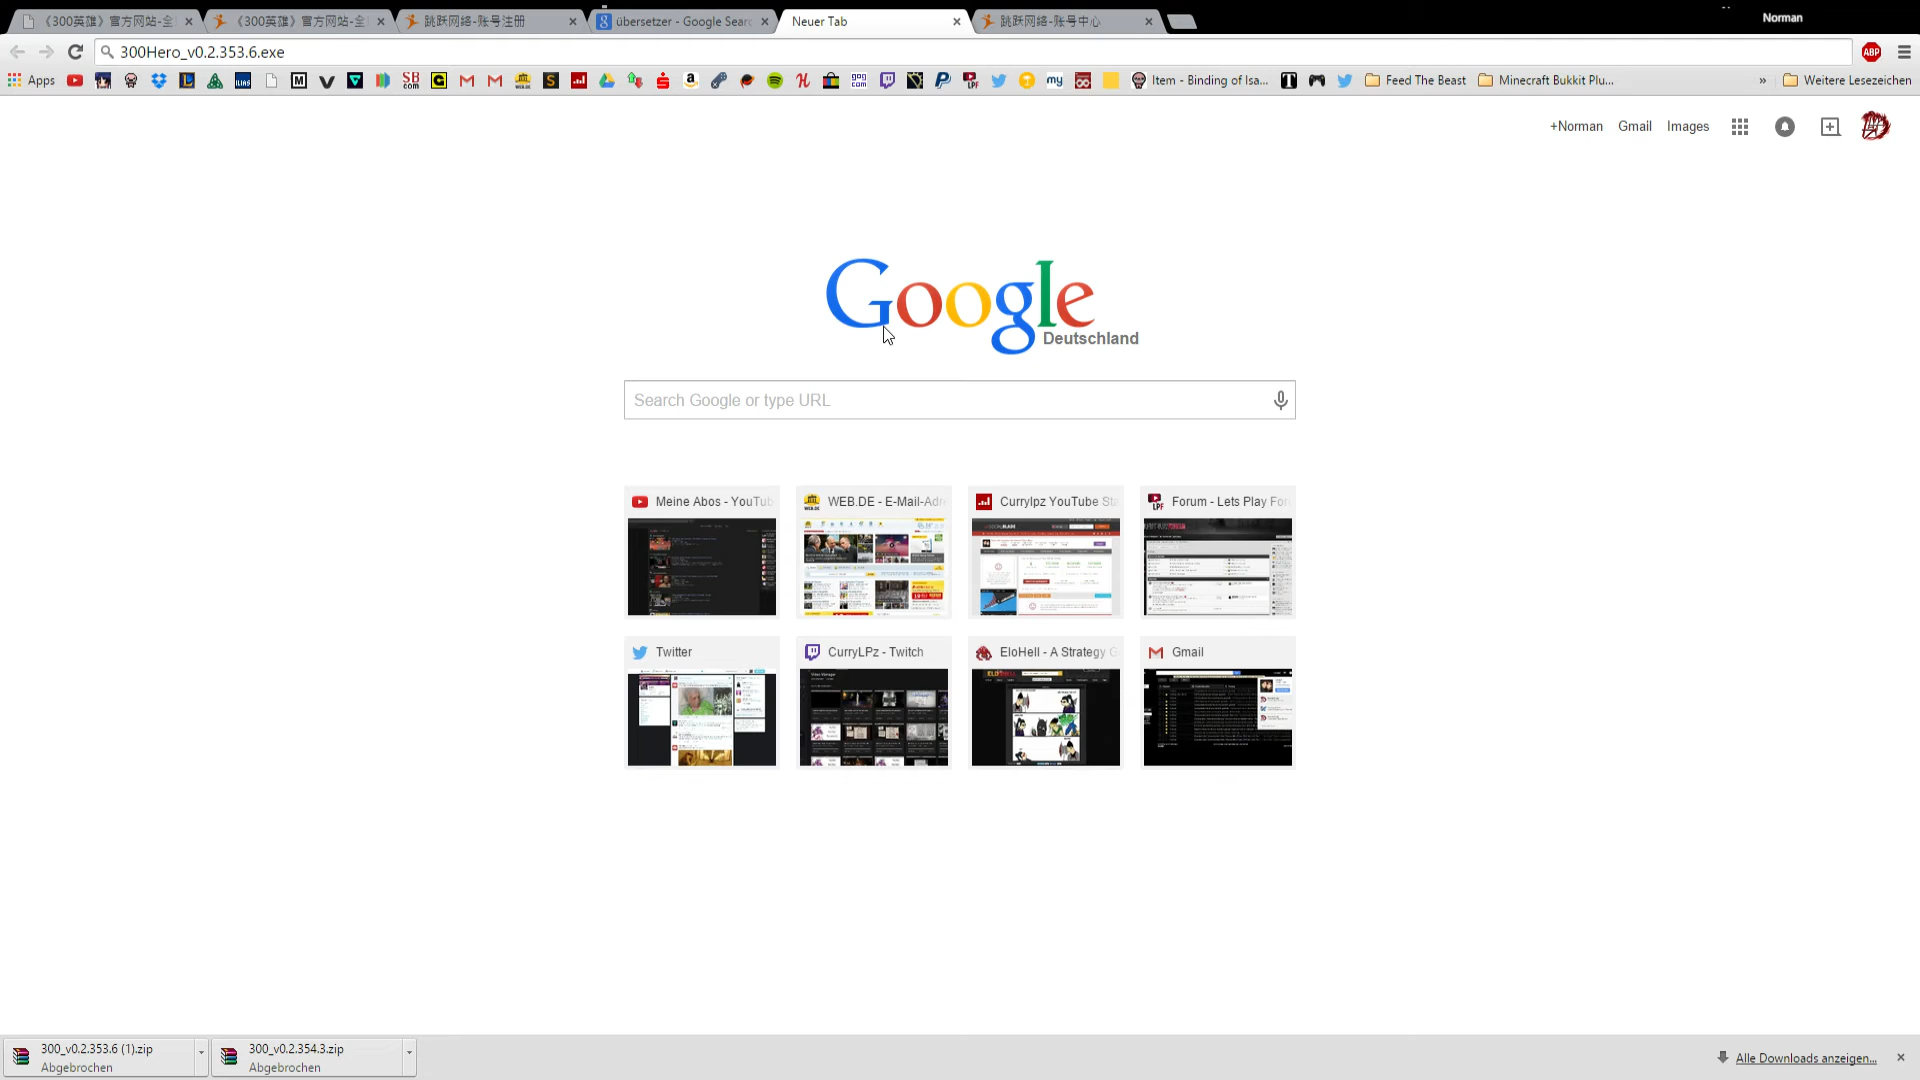 《300英雄》官方网站-全
《300英雄》官方网站-全
跳跃网络-账号注册
übersetzer - Google Searc
Neuer Tab
跳跃网络-账号中心
Norman
300Hero_v0.2.353.6.exe
ABP
Apps
Item - Binding of Isa...
Feed The Beast
Minecraft Bukkit Plu...
»
Weitere Lesezeichen
+Norman
Gmail
Images
Google
Deutschland
Search Google or type URL
Meine Abos - YouTub
WEB.DE - E-Mail-Adre
Currylpz YouTube Sta
Forum - Lets Play For
Twitter
CurryLPz - Twitch
EloHell - A Strategy G
Gmail
300_v0.2.353.6 (1).zip
Abgebrochen
300_v0.2.354.3.zip
Abgebrochen
Alle Downloads anzeigen...